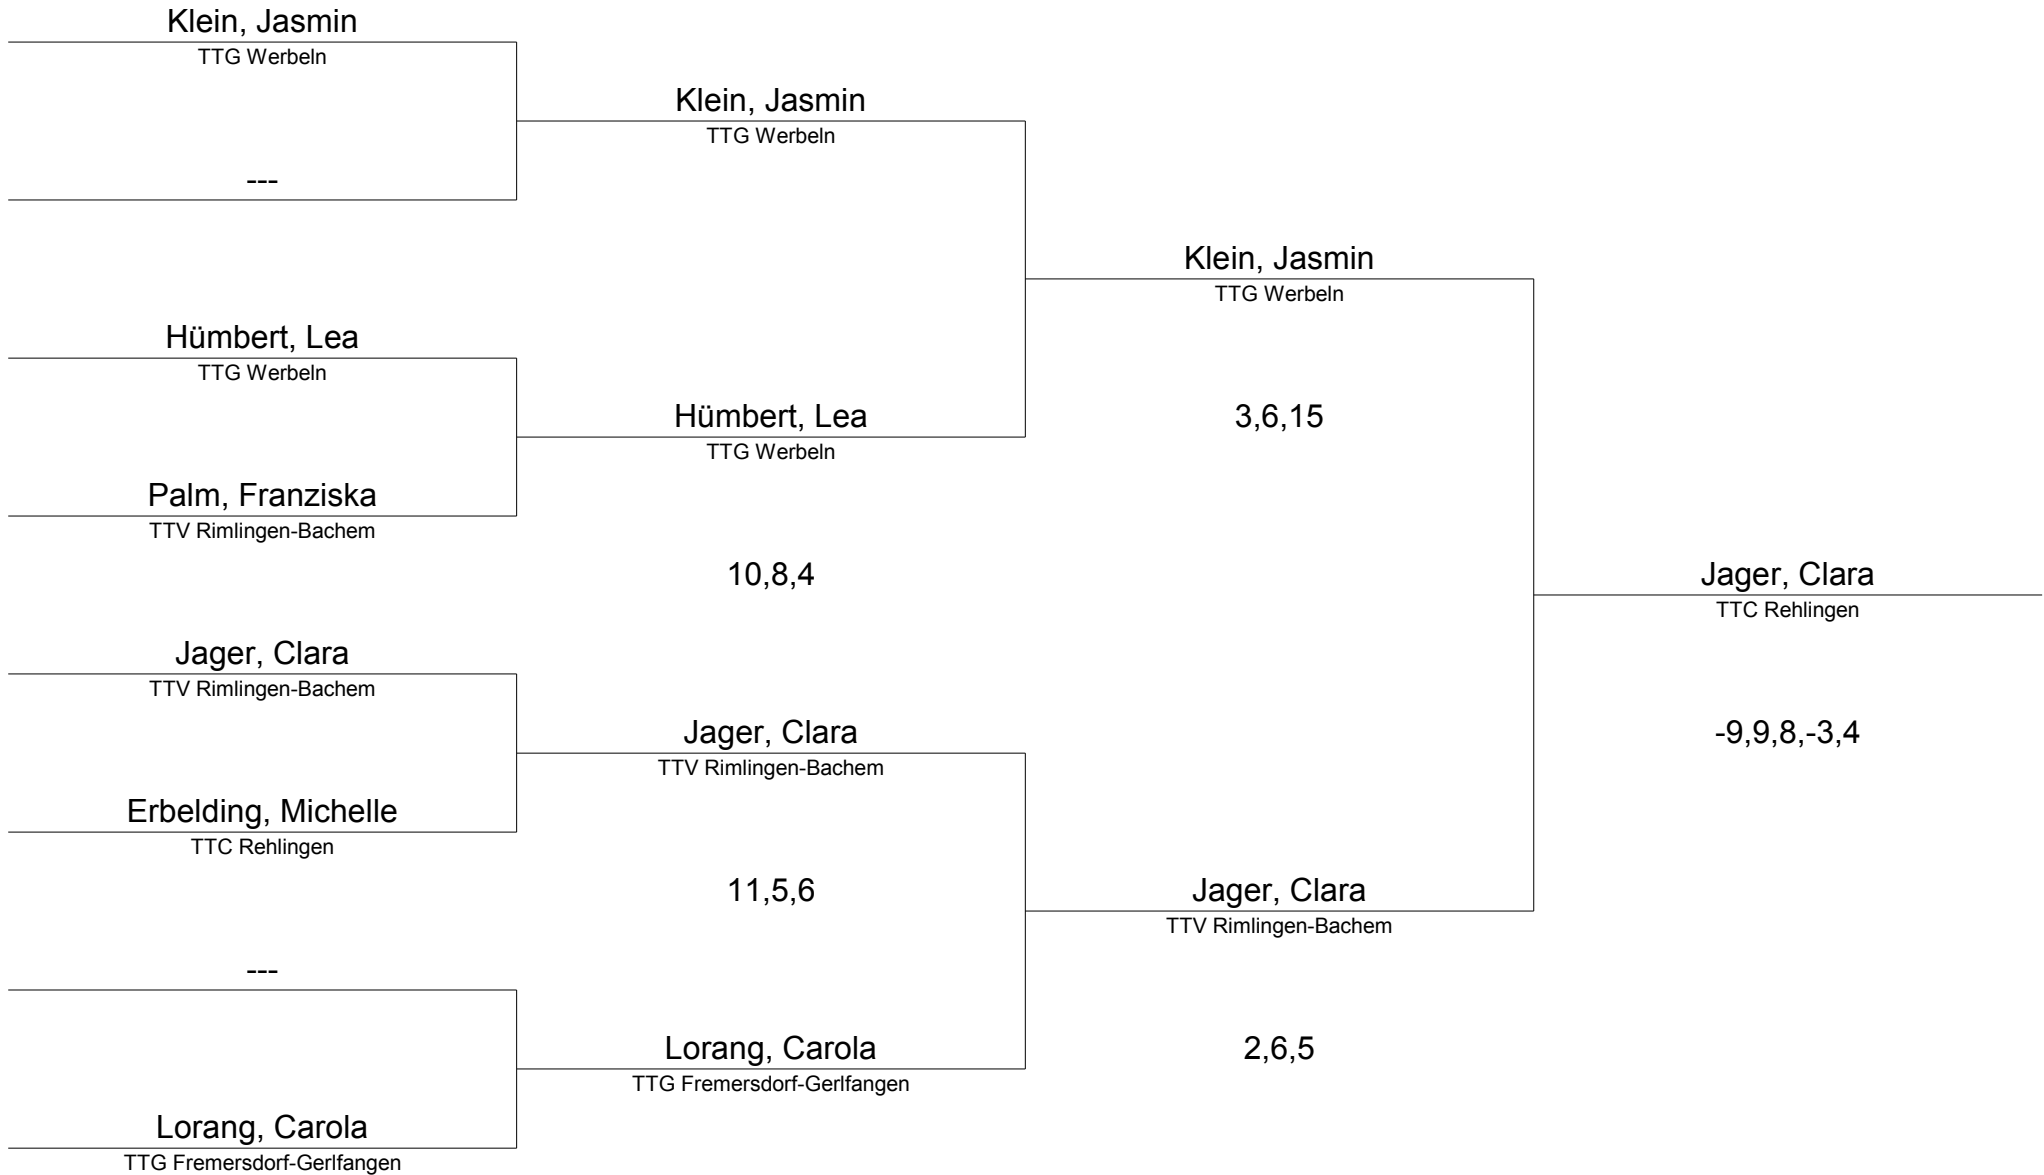 Klein, Jasmin
TTG Werbeln
---
Hümbert, Lea
TTG Werbeln
Palm, Franziska
TTV Rimlingen-Bachem
Jager, Clara
TTV Rimlingen-Bachem
Erbelding, Michelle
TTC Rehlingen
---
Lorang, Carola
TTG Fremersdorf-Gerlfangen
Klein, Jasmin
TTG Werbeln
Hümbert, Lea
TTG Werbeln
10,8,4
Jager, Clara
TTV Rimlingen-Bachem
11,5,6
Lorang, Carola
TTG Fremersdorf-Gerlfangen
Klein, Jasmin
TTG Werbeln
3,6,15
Jager, Clara
TTV Rimlingen-Bachem
2,6,5
Jager, Clara
TTC Rehlingen
-9,9,8,-3,4